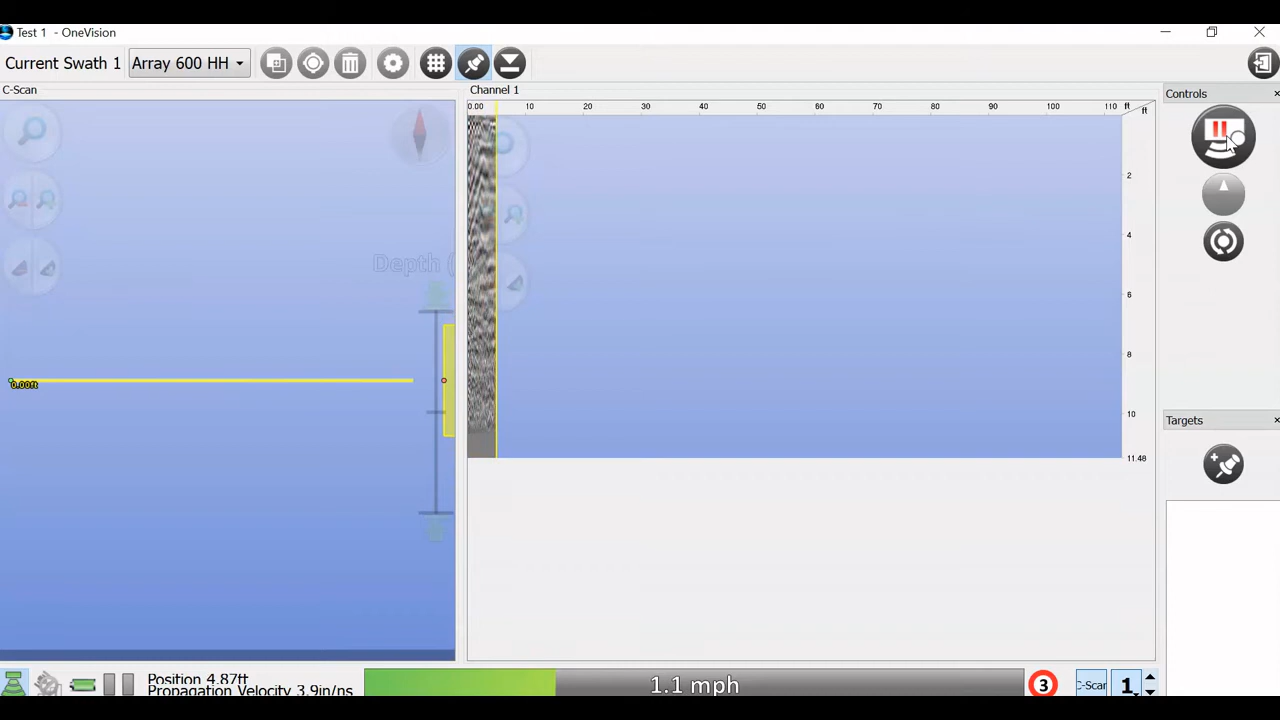 Test 1 - OneVision
Current Swath 1 Array 600 HH
C-Scan
Channel 1
Controls
0.00 10 20 30 40 50 60 70 80 90 100 110 ft
ft
2
4
6
8
10
11.48
Depth (
0.00ft
Targets
Position 4.87ft
Propagation Velocity 3.9in/ns
1.1 mph
3
C-Scan
1